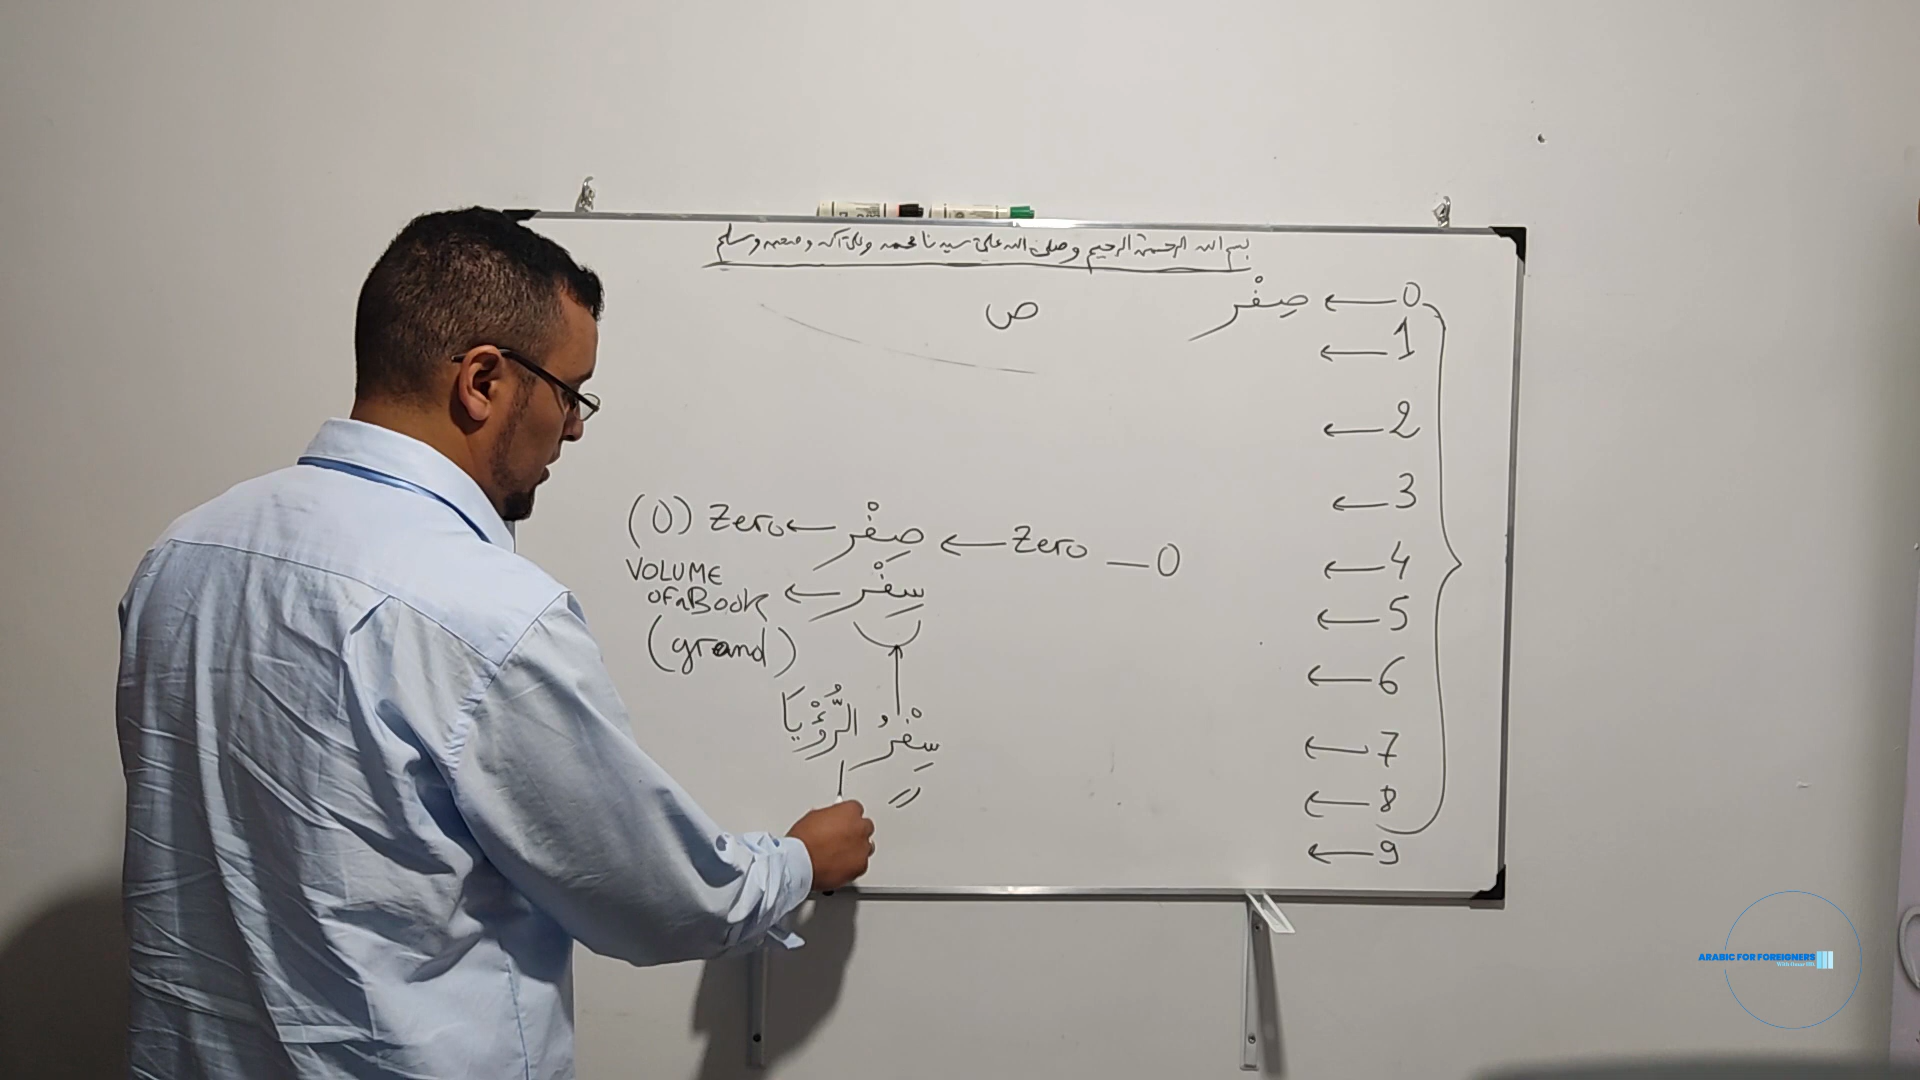 بسم الله الرحمن الرحيم وصلى الله على سيدنا محمد وعلى آله وصحبه وسلم
صِفْر ← 0
ص
← 1
← 2
← 3
← 4
← 5
← 6
← 7
← 8
← 9
(0) Zero ← صِفْر ← Zero — 0
VOLUME
of a Book ← سِفْر
(grand)
سِفْرُ الرُّؤْيَا
ARABIC FOR FOREIGNERS